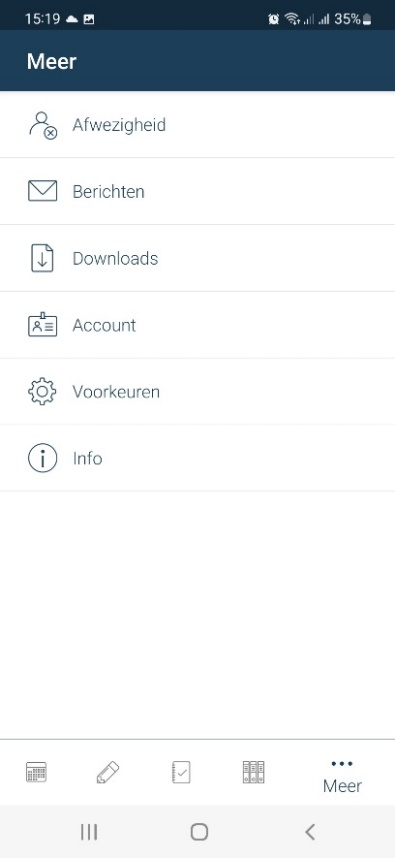 15:19 35%
Meer
Afwezigheid
Berichten
Downloads
Account
Voorkeuren
Info
Meer